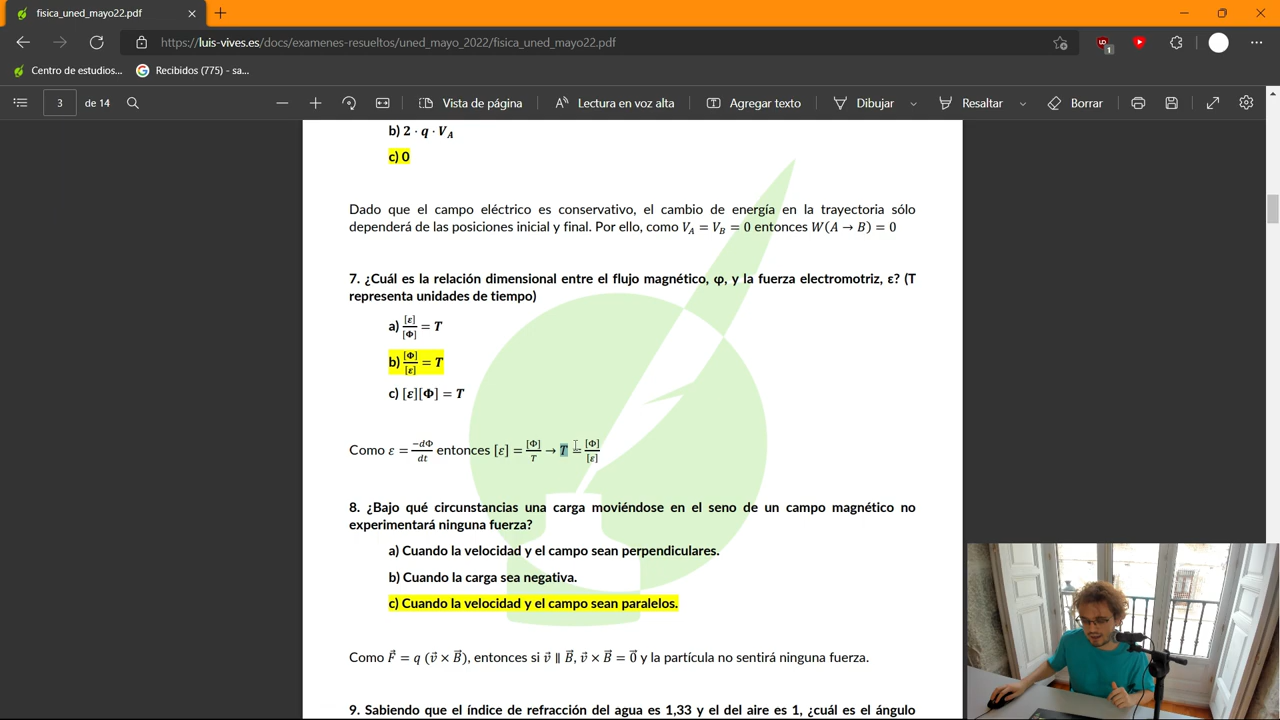 fisica_uned_mayo22.pdf
https://luis-vives.es/docs/examenes-resueltos/uned_mayo_2022/fisica_uned_mayo22.pdf
1
Centro de estudios...
Recibidos (775) - sa...
3 de 14
Vista de página
Lectura en voz alta
Agregar texto
Dibujar
Resaltar
Borrar
b) 2 · q · V_A
c) 0
Dado que el campo eléctrico es conservativo, el cambio de energía en la trayectoria sólo
dependerá de las posiciones inicial y final. Por ello, como V_A = V_B = 0 entonces W(A → B) = 0
7. ¿Cuál es la relación dimensional entre el flujo magnético, φ, y la fuerza electromotriz, ε? (T
representa unidades de tiempo)
a) [ε]/[Φ] = T
b) [Φ]/[ε] = T
c) [ε][Φ] = T
Como ε = −dΦ/dt entonces [ε] = [Φ]/T → T = [Φ]/[ε]
8. ¿Bajo qué circunstancias una carga moviéndose en el seno de un campo magnético no
experimentará ninguna fuerza?
a) Cuando la velocidad y el campo sean perpendiculares.
b) Cuando la carga sea negativa.
c) Cuando la velocidad y el campo sean paralelos.
Como F⃗ = q (v⃗ × B⃗), entonces si v⃗ ∥ B⃗, v⃗ × B⃗ = 0⃗ y la partícula no sentirá ninguna fuerza.
9. Sabiendo que el índice de refracción del agua es 1,33 y el del aire es 1, ¿cuál es el ángulo